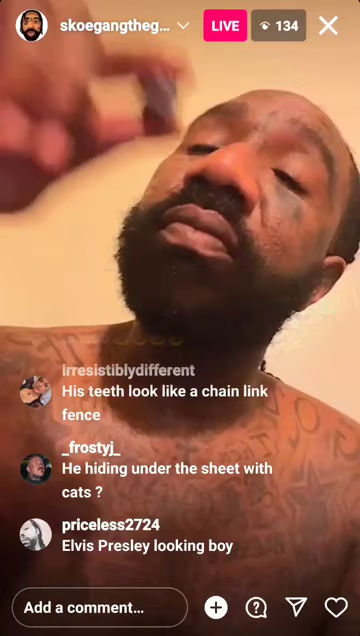 skoegangtheg...
LIVE
134
irresistiblydifferent
His teeth look like a chain link
fence
_frostyj_
He hiding under the sheet with
cats ?
priceless2724
Elvis Presley looking boy
Add a comment...